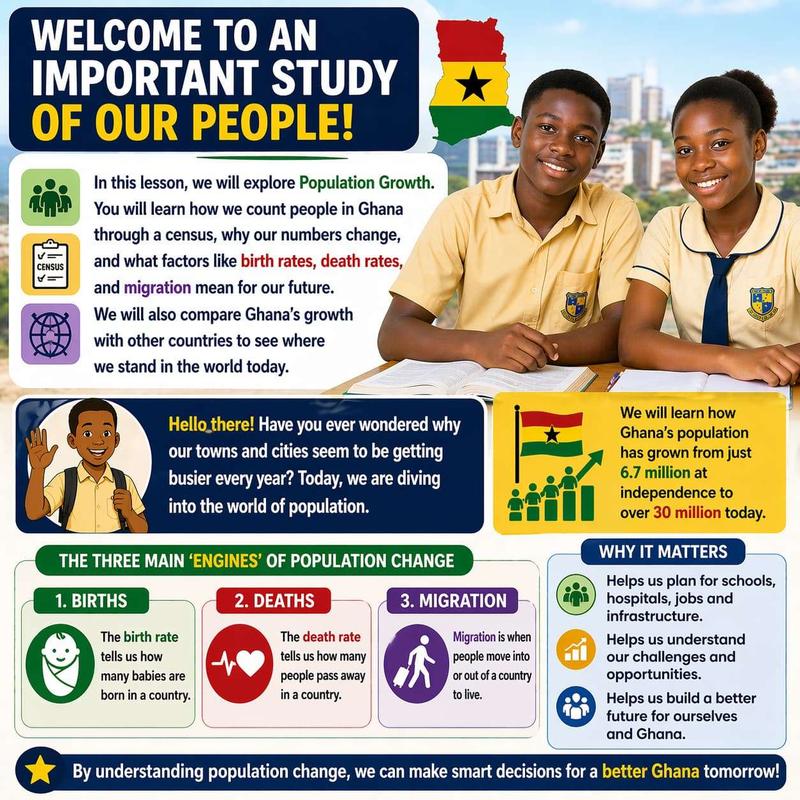 WELCOME TO AN
IMPORTANT STUDY
OF OUR PEOPLE!
In this lesson, we will explore Population Growth.
You will learn how we count people in Ghana
through a census, why our numbers change,
and what factors like birth rates, death rates,
and migration mean for our future.
We will also compare Ghana's growth
with other countries to see where
we stand in the world today.
CENSUS
Hello there! Have you ever wondered why
our towns and cities seem to be getting
busier every year? Today, we are diving
into the world of population.
We will learn how
Ghana's population
has grown from just
6.7 million at
independence to
over 30 million today.
THE THREE MAIN 'ENGINES' OF POPULATION CHANGE
1. BIRTHS
The birth rate
tells us how
many babies are
born in a country.
2. DEATHS
The death rate
tells us how many
people pass away
in a country.
3. MIGRATION
Migration is when
people move into
or out of a country
to live.
WHY IT MATTERS
Helps us plan for schools,
hospitals, jobs and
infrastructure.
Helps us understand
our challenges and
opportunities.
Helps us build a better
future for ourselves
and Ghana.
By understanding population change, we can make smart decisions for a better Ghana tomorrow!